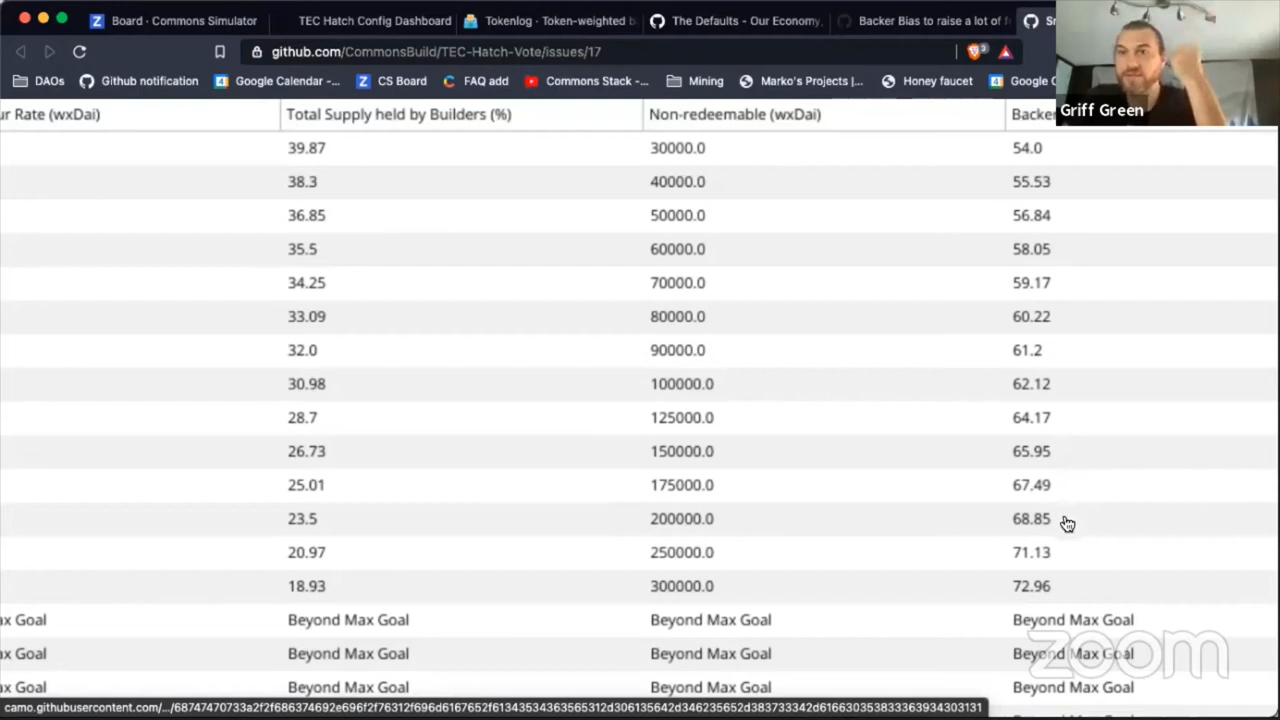 Board · Commons Simulator TEC Hatch Config Dashboard Tokenlog · Token-weighted b The Defaults - Our Economy, Backer Bias to raise a lot of f
github.com/CommonsBuild/TEC-Hatch-Vote/issues/17 3
DAOs Github notification Google Calendar -... CS Board FAQ add Commons Stack -... Mining Marko's Projects |... Honey faucet Google C
Griff Green
ur Rate (wxDai) Total Supply held by Builders (%) Non-redeemable (wxDai) Backer
39.87 30000.0 54.0
38.3 40000.0 55.53
36.85 50000.0 56.84
35.5 60000.0 58.05
34.25 70000.0 59.17
33.09 80000.0 60.22
32.0 90000.0 61.2
30.98 100000.0 62.12
28.7 125000.0 64.17
26.73 150000.0 65.95
25.01 175000.0 67.49
23.5 200000.0 68.85
20.97 250000.0 71.13
18.93 300000.0 72.96
ax Goal Beyond Max Goal Beyond Max Goal Beyond Max Goal
ax Goal Beyond Max Goal Beyond Max Goal Beyond Max Goal
ax Goal Beyond Max Goal Beyond Max Goal Beyond Max Goal
zoom